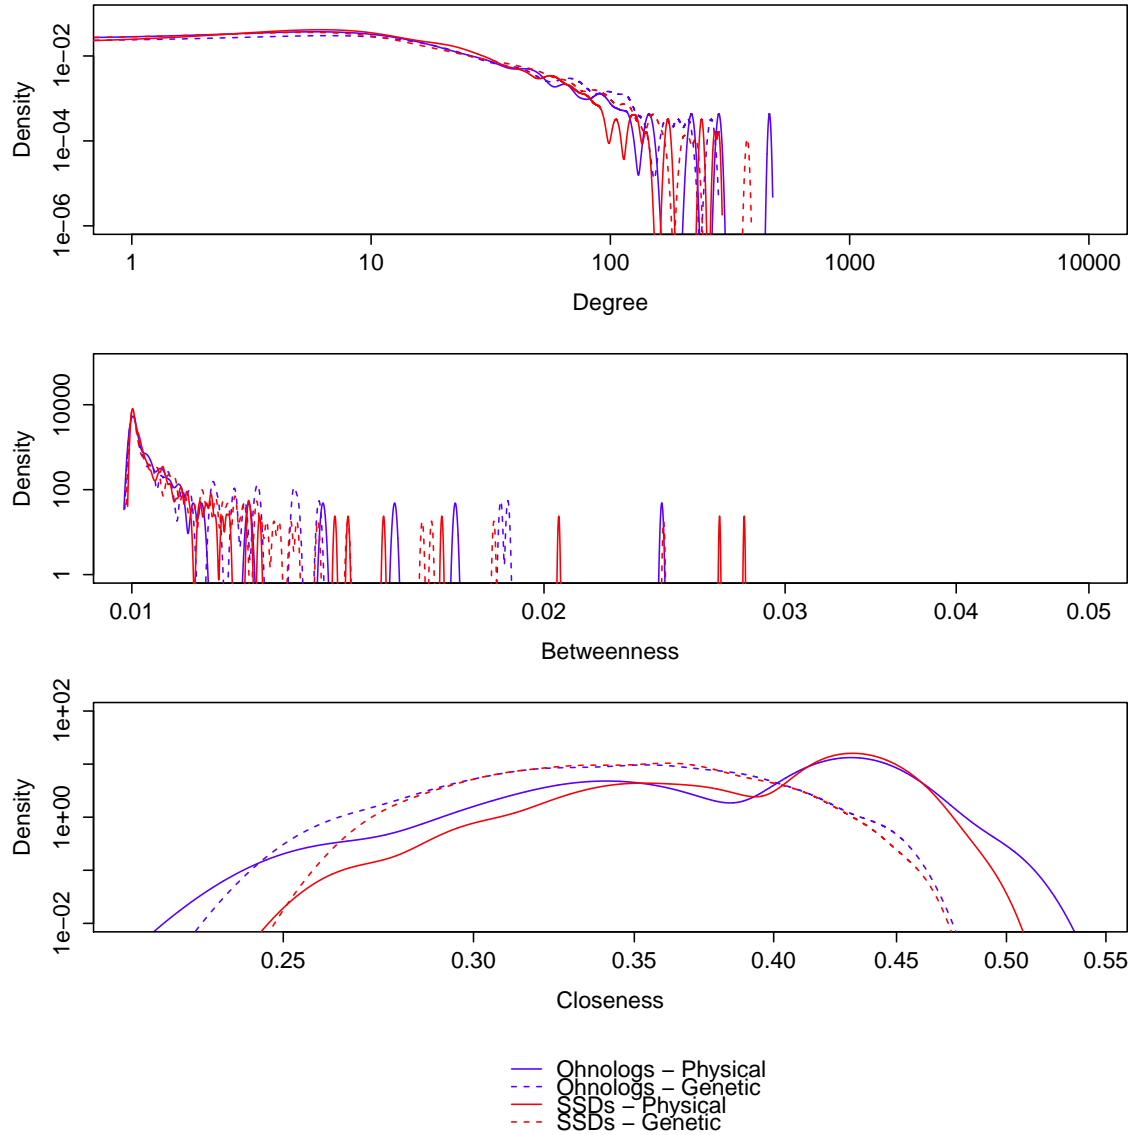 1e−02
1e−04
1e−06
Density
1 10 100 1000 10000
Degree
10000
100
1
Density
0.01 0.02 0.03 0.04 0.05
Betweenness
1e+02
1e+00
1e−02
Density
0.25 0.30 0.35 0.40 0.45 0.50 0.55
Closeness
Ohnologs − Physical
Ohnologs − Genetic
SSDs − Physical
SSDs − Genetic